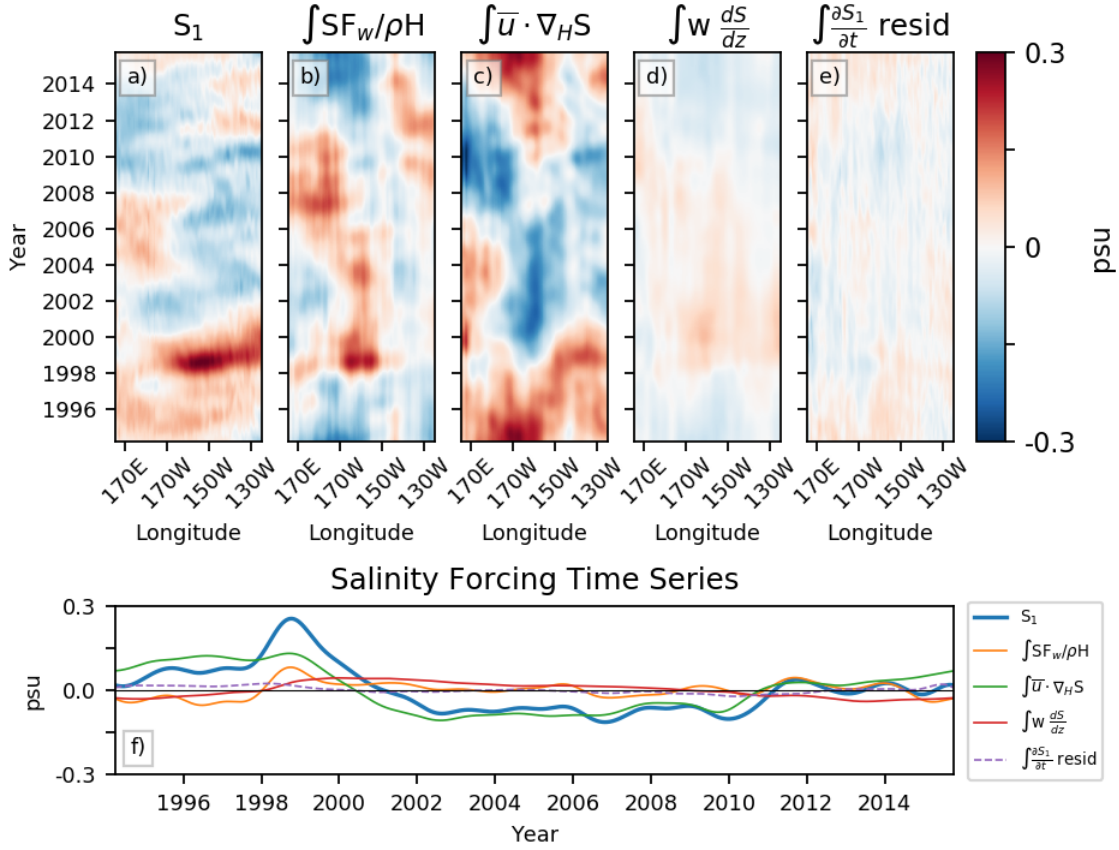 S₁ ∫SF_w/ρH ∫u̅ · ∇_H S ∫w dS/dz ∫∂S₁/∂t resid
a) b) c) d) e)
Year
2014
2012
2010
2008
2006
2004
2002
2000
1998
1996
170E 170W 150W 130W 170E 170W 150W 130W 170E 170W 150W 130W 170E 170W 150W 130W 170E 170W 150W 130W
Longitude Longitude Longitude Longitude Longitude
0.3
0
-0.3
psu
Salinity Forcing Time Series
0.3
0.0
-0.3
psu
f)
1996 1998 2000 2002 2004 2006 2008 2010 2012 2014
Year
S₁
∫SF_w/ρH
∫u̅ · ∇_H S
∫w dS/dz
∫∂S₁/∂t resid